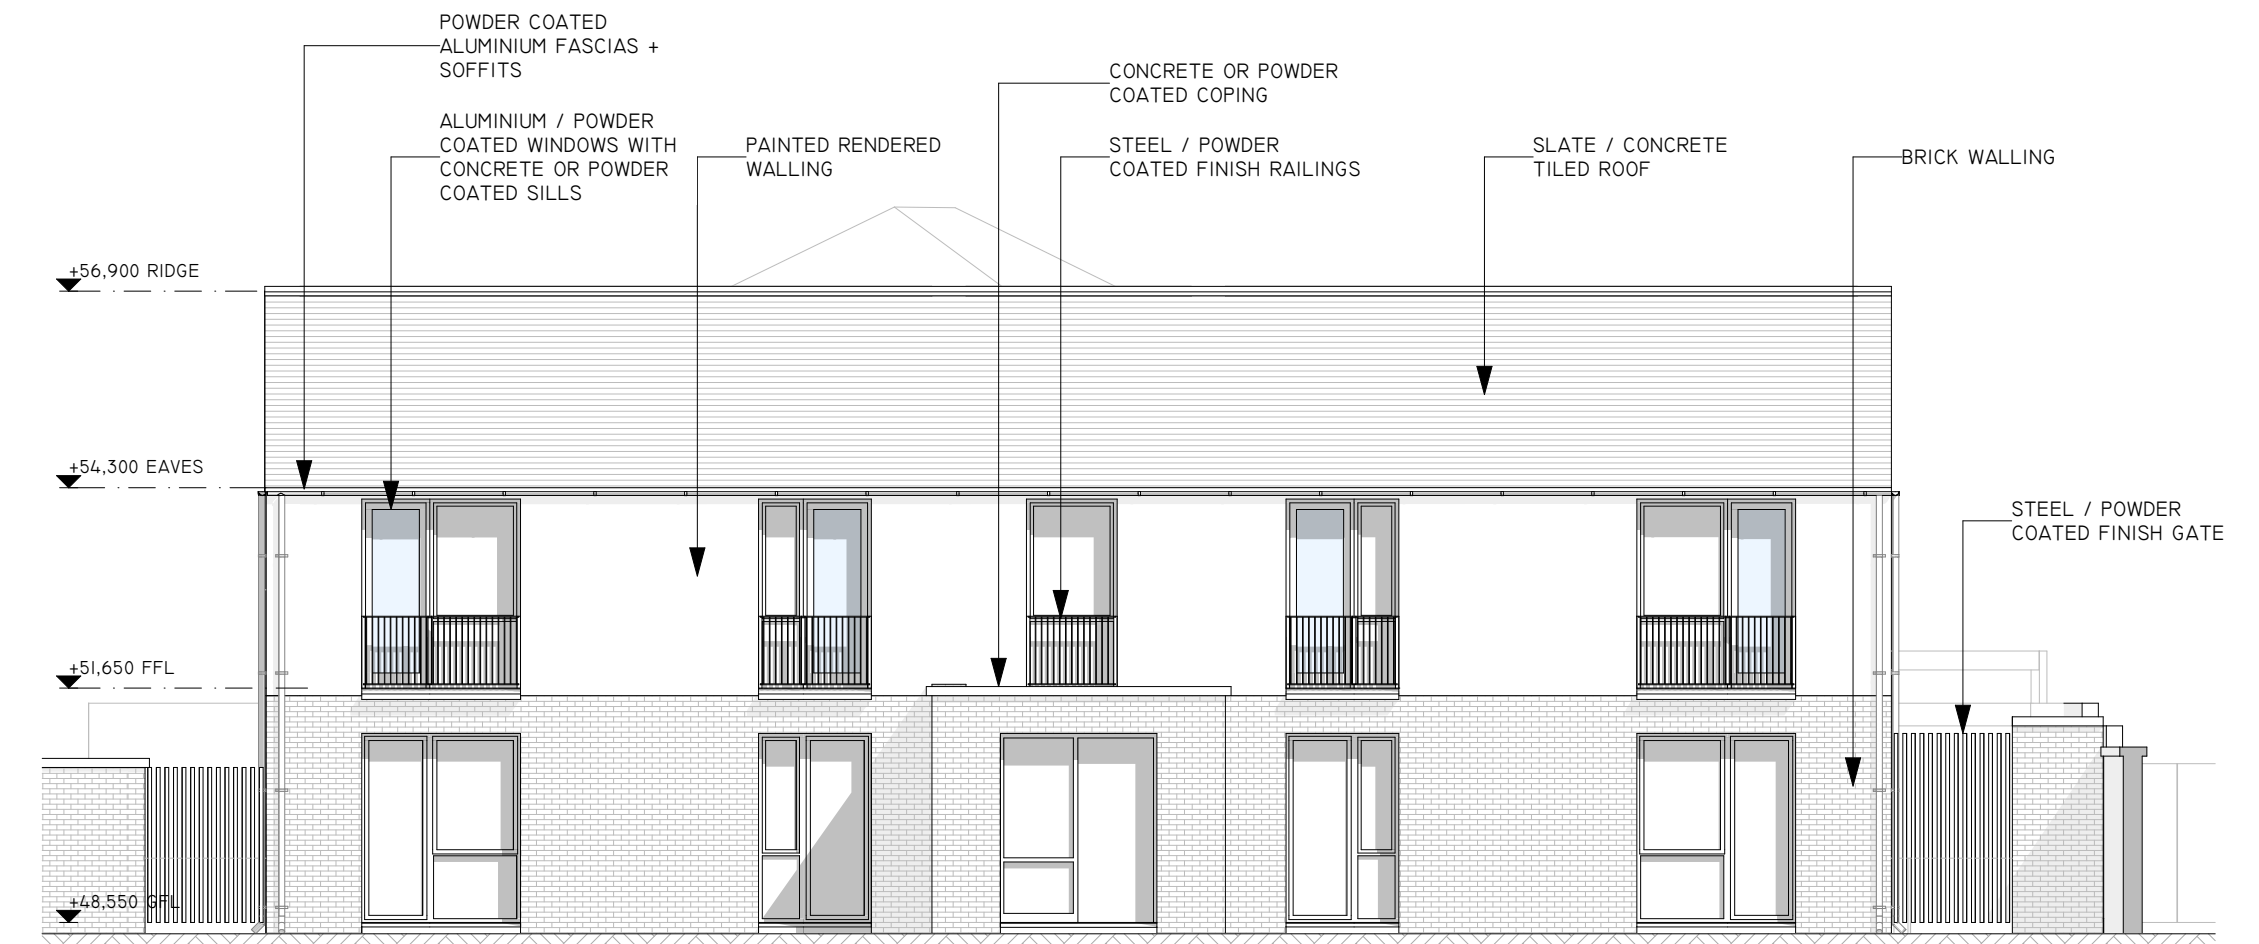 POWDER COATED
ALUMINIUM FASCIAS +
SOFFITS
ALUMINIUM / POWDER
COATED WINDOWS WITH
CONCRETE OR POWDER
COATED SILLS
PAINTED RENDERED
WALLING
CONCRETE OR POWDER
COATED COPING
STEEL / POWDER
COATED FINISH RAILINGS
SLATE / CONCRETE
TILED ROOF
BRICK WALLING
+56,900 RIDGE
+54,300 EAVES
STEEL / POWDER
COATED FINISH GATE
+51,650 FFL
+48,550 GFL